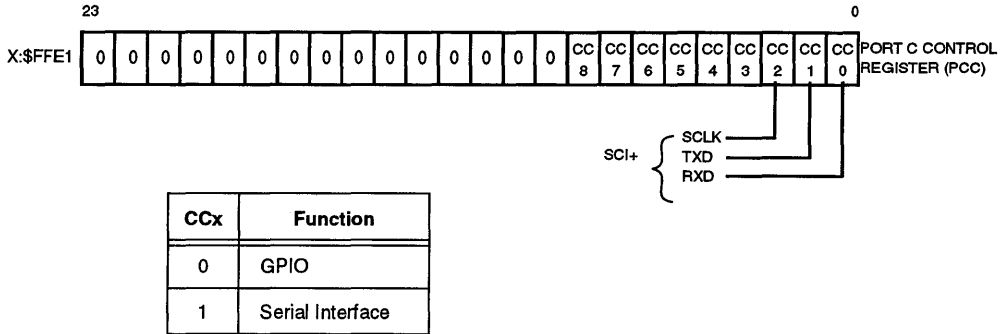 23 0
X:$FFE1 0 0 0 0 0 0 0 0 0 0 0 0 0 0 0 CC 8 CC 7 CC 6 CC 5 CC 4 CC 3 CC 2 CC 1 CC 0 PORT C CONTROL REGISTER (PCC)
SCI+
SCLK
TXD
RXD
CCx Function
0 GPIO
1 Serial Interface